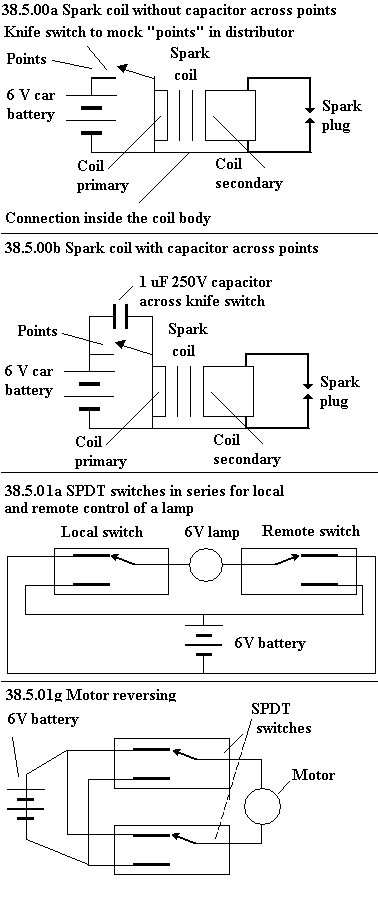 38.5.00a Spark coil without capacitor across points
Knife switch to mock "points" in distributor
Points
Spark
coil
6 V car
battery
Spark
plug
Coil
primary
Coil
secondary
Connection inside the coil body
38.5.00b Spark coil with capacitor across points
1 uF 250V capacitor
across knife switch
Points
Spark
coil
6 V car
battery
Spark
plug
Coil
primary
Coil
secondary
38.5.01a SPDT switches in series for local
and remote control of a lamp
Local switch
6V lamp
Remote switch
6V battery
38.5.01g Motor reversing
6V battery
SPDT
switches
Motor